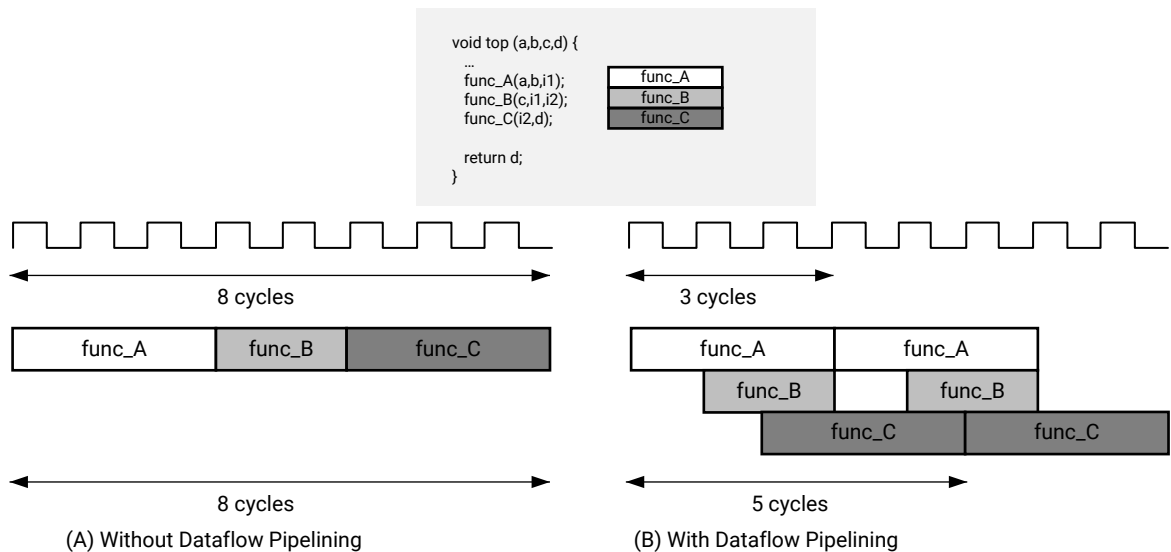 void top (a,b,c,d) {
...
func_A(a,b,i1);
func_B(c,i1,i2);
func_C(i2,d);
return d;
}
func_A
func_B
func_C
8 cycles
func_A func_B func_C
8 cycles
(A) Without Dataflow Pipelining
3 cycles
func_A func_A
func_B func_B
func_C func_C
5 cycles
(B) With Dataflow Pipelining